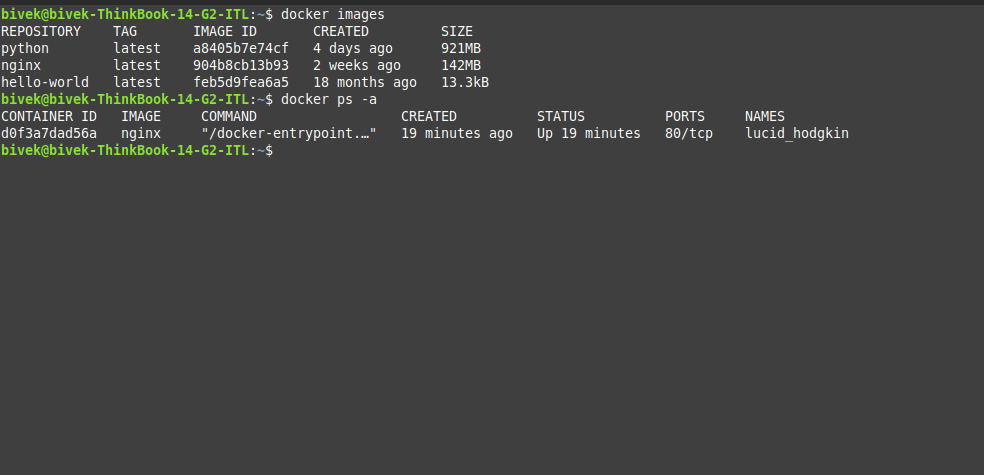 bivek@bivek-ThinkBook-14-G2-ITL:~$ docker images
REPOSITORY    TAG       IMAGE ID       CREATED         SIZE
python        latest    a8405b7e74cf   4 days ago      921MB
nginx         latest    904b8cb13b93   2 weeks ago     142MB
hello-world   latest    feb5d9fea6a5   18 months ago   13.3kB
bivek@bivek-ThinkBook-14-G2-ITL:~$ docker ps -a
CONTAINER ID   IMAGE     COMMAND                  CREATED          STATUS          PORTS     NAMES
d0f3a7dad56a   nginx     "/docker-entrypoint.…"   19 minutes ago   Up 19 minutes   80/tcp    lucid_hodgkin
bivek@bivek-ThinkBook-14-G2-ITL:~$